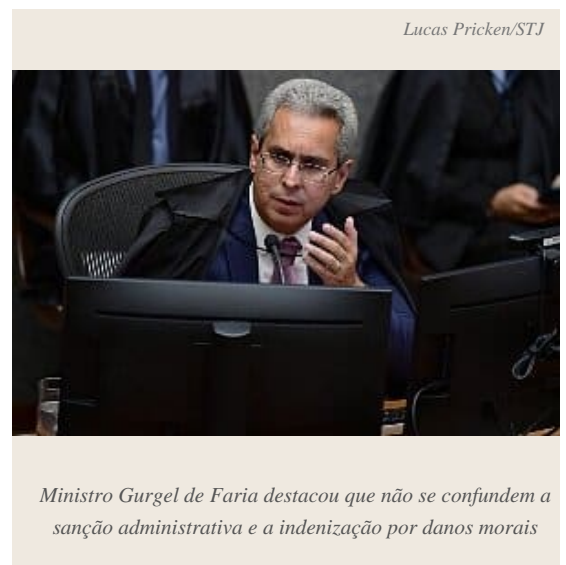 Lucas Pricken/STJ
Ministro Gurgel de Faria destacou que não se confundem a
sanção administrativa e a indenização por danos morais